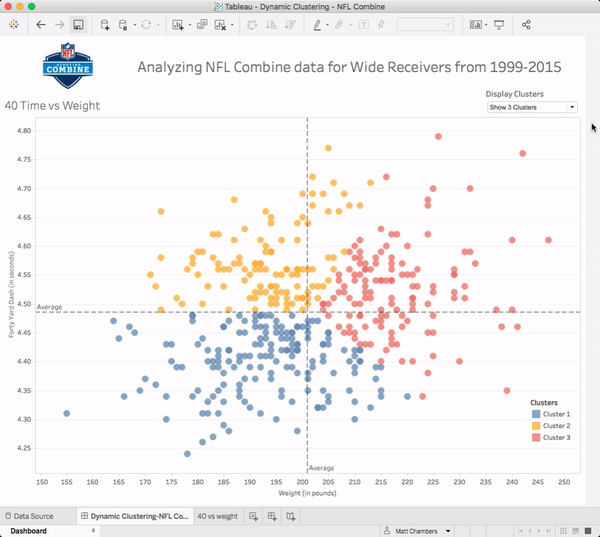 Tableau - Dynamic Clustering - NFL Combine
COMBINE
Analyzing NFL Combine data for Wide Receivers from 1999-2015
Display Clusters
Show 3 Clusters
40 Time vs Weight
4.80
4.75
4.70
4.65
4.60
4.55
4.50
4.45
4.40
4.35
4.30
4.25
Forty Yard Dash (in seconds)
Average
Average
Clusters
Cluster 1
Cluster 2
Cluster 3
150 155 160 165 170 175 180 185 190 195 200 205 210 215 220 225 230 235 240 245 250
Weight (in pounds)
Data Source Dynamic Clustering-NFL Co... 40 vs weight
Dashboard Matt Chambers